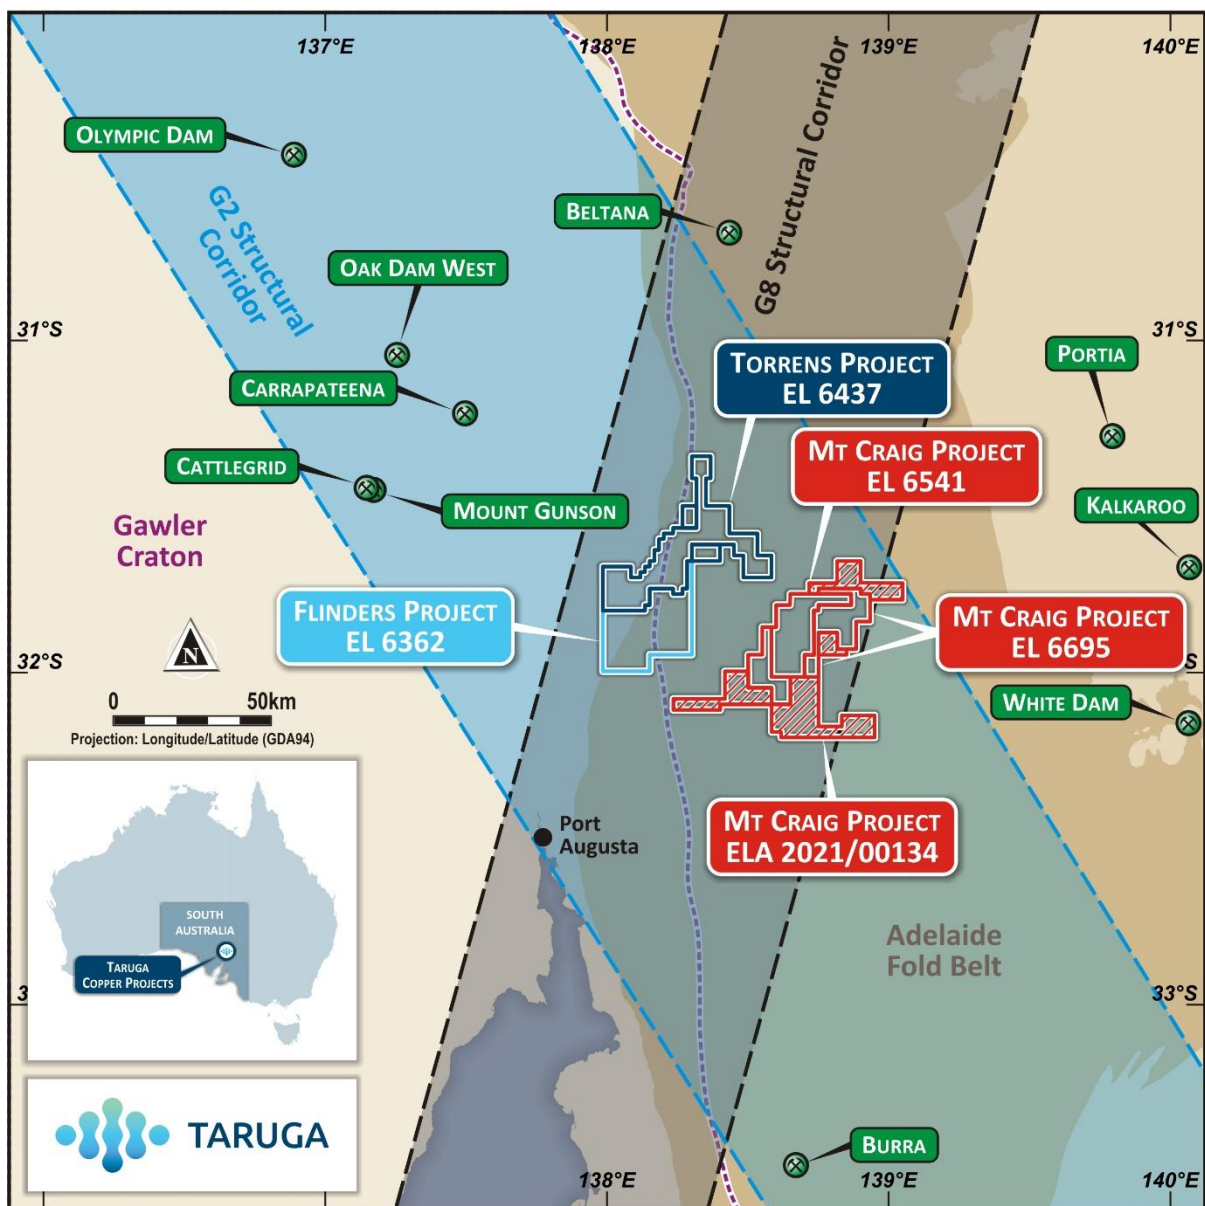 137°E
138°E
139°E
140°E
OLYMPIC DAM
G8 Structural Corridor
BELTANA
G2 Structural
Corridor
OAK DAM WEST
31°S
31°S
TORRENS PROJECT
EL 6437
PORTIA
CARRAPATEENA
MT CRAIG PROJECT
EL 6541
CATTLEGRID
MOUNT GUNSON
KALKAROO
Gawler
Craton
FLINDERS PROJECT
EL 6362
MT CRAIG PROJECT
EL 6695
N
32°S
S
0 50km
Projection: Longitude/Latitude (GDA94)
WHITE DAM
MT CRAIG PROJECT
ELA 2021/00134
Port
Augusta
SOUTH
AUSTRALIA
TARUGA
COPPER PROJECTS
Adelaide
Fold Belt
3
33°S
TARUGA
BURRA
138°E
139°E
140°E